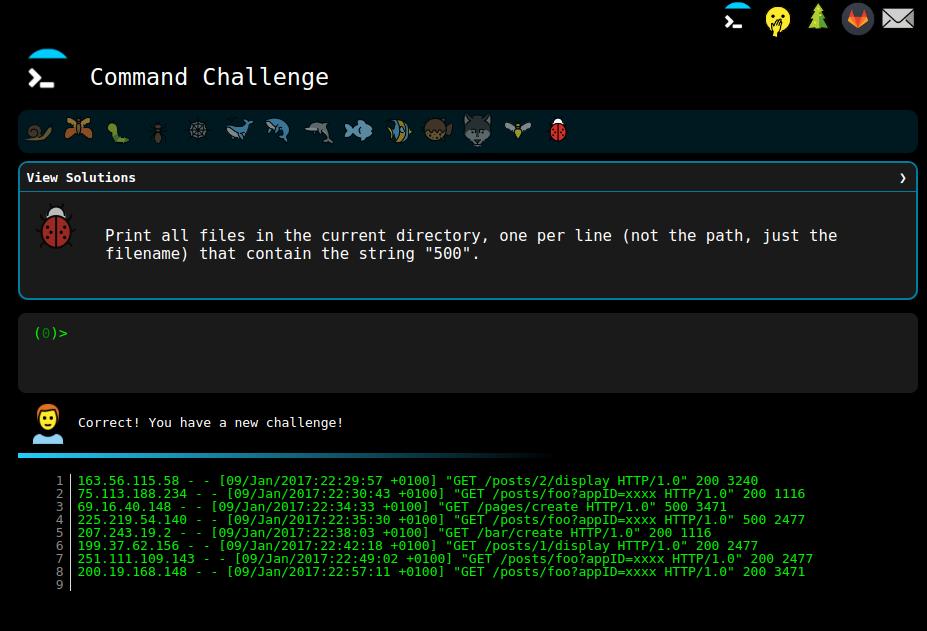 Command Challenge
View Solutions ❯
Print all files in the current directory, one per line (not the path, just the
filename) that contain the string "500".
(0)>
Correct! You have a new challenge!
1 163.56.115.58 - - [09/Jan/2017:22:29:57 +0100] "GET /posts/2/display HTTP/1.0" 200 3240
2 75.113.188.234 - - [09/Jan/2017:22:30:43 +0100] "GET /posts/foo?appID=xxxx HTTP/1.0" 200 1116
3 69.16.40.148 - - [09/Jan/2017:22:34:33 +0100] "GET /pages/create HTTP/1.0" 500 3471
4 225.219.54.140 - - [09/Jan/2017:22:35:30 +0100] "GET /posts/foo?appID=xxxx HTTP/1.0" 500 2477
5 207.243.19.2 - - [09/Jan/2017:22:38:03 +0100] "GET /bar/create HTTP/1.0" 200 1116
6 199.37.62.156 - - [09/Jan/2017:22:42:18 +0100] "GET /posts/1/display HTTP/1.0" 200 2477
7 251.111.109.143 - - [09/Jan/2017:22:49:02 +0100] "GET /posts/foo?appID=xxxx HTTP/1.0" 200 2477
8 200.19.168.148 - - [09/Jan/2017:22:57:11 +0100] "GET /posts/foo?appID=xxxx HTTP/1.0" 200 3471
9